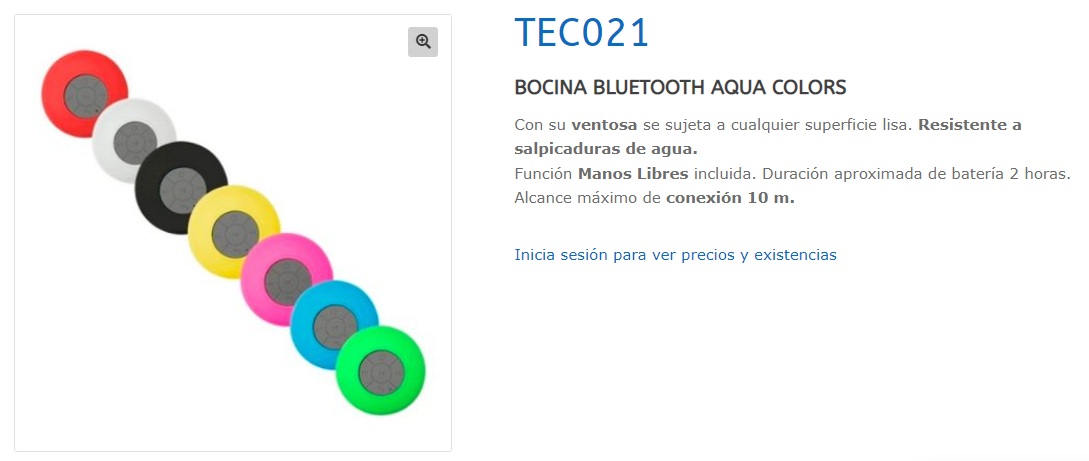 TEC021
BOCINA BLUETOOTH AQUA COLORS
Con su ventosa se sujeta a cualquier superficie lisa. Resistente a
salpicaduras de agua.
Función Manos Libres incluida. Duración aproximada de batería 2 horas.
Alcance máximo de conexión 10 m.
Inicia sesión para ver precios y existencias